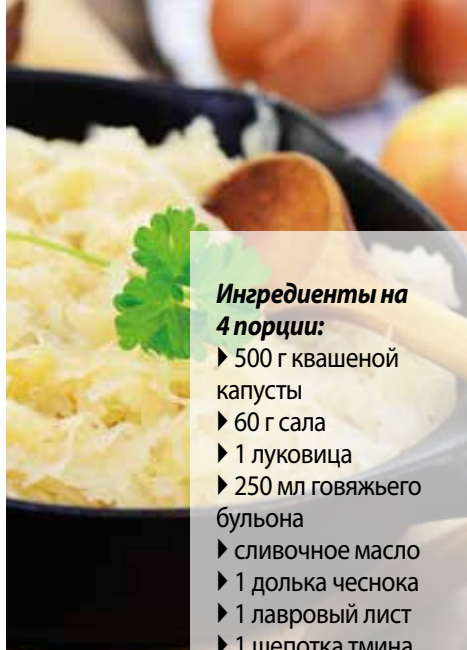 Ингредиенты на
4 порции:
▶ 500 г квашеной
капусты
▶ 60 г сала
▶ 1 луковица
▶ 250 мл говяжьего
бульона
▶ сливочное масло
▶ 1 долька чеснока
▶ 1 лавровый лист
▶ 1 щепотка тмина